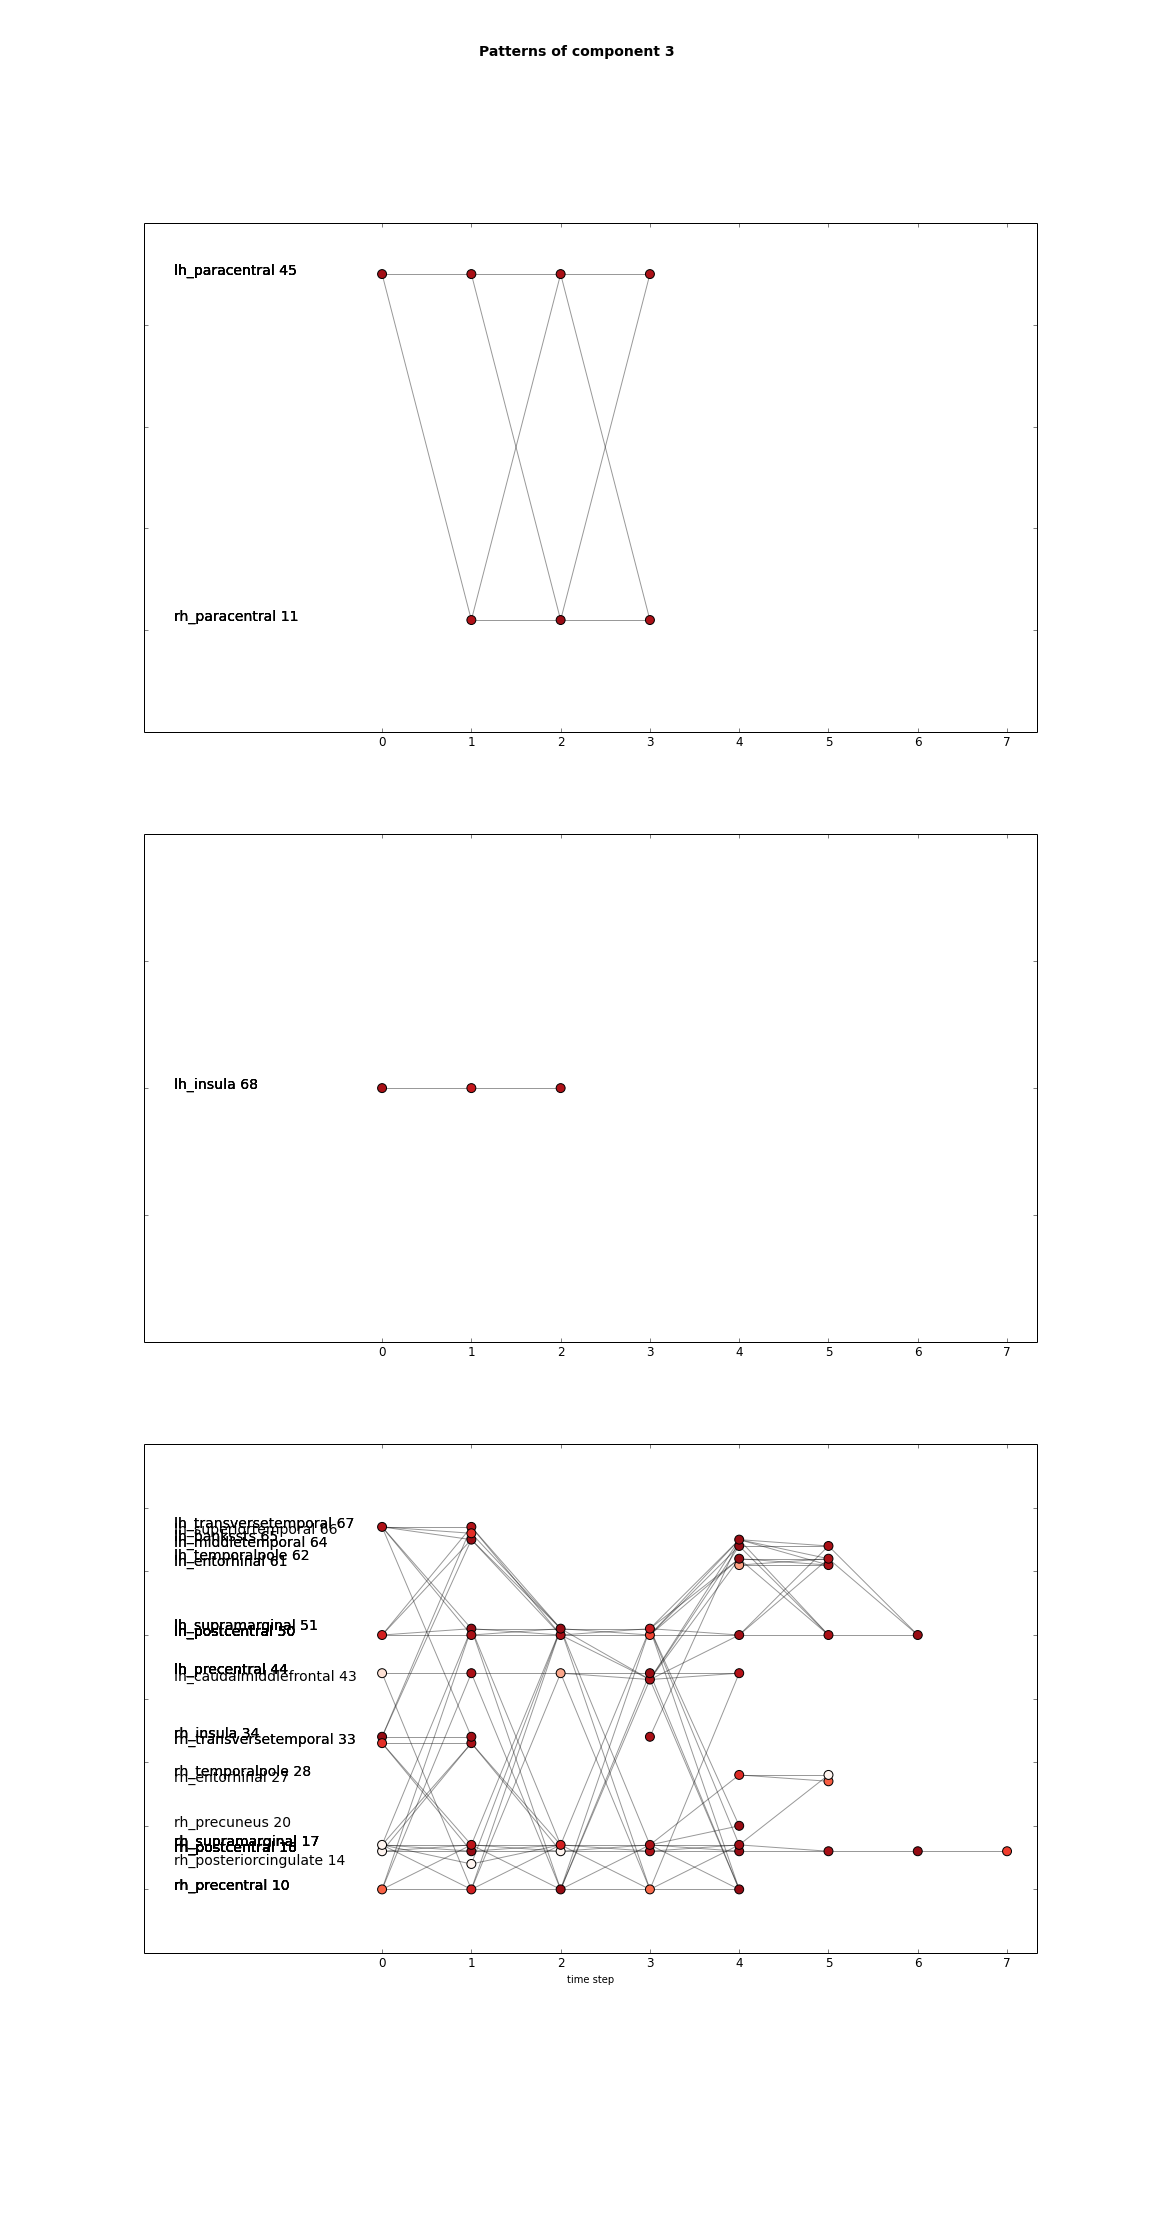 Patterns of component 3
lh_paracentral 45
rh_paracentral 11
0 1 2 3 4 5 6 7
lh_insula 68
0 1 2 3 4 5 6 7
lh_transversetemporal 67
lh_superiortemporal 66
lh_bankssts 65
lh_middletemporal 64
lh_temporalpole 62
lh_entorhinal 61
lh_supramarginal 51
lh_postcentral 50
lh_precentral 44
lh_caudalmiddlefrontal 43
rh_insula 34
rh_transversetemporal 33
rh_temporalpole 28
rh_entorhinal 27
rh_precuneus 20
rh_supramarginal 17
rh_postcentral 16
rh_posteriorcingulate 14
rh_precentral 10
0 1 2 3 4 5 6 7
time step